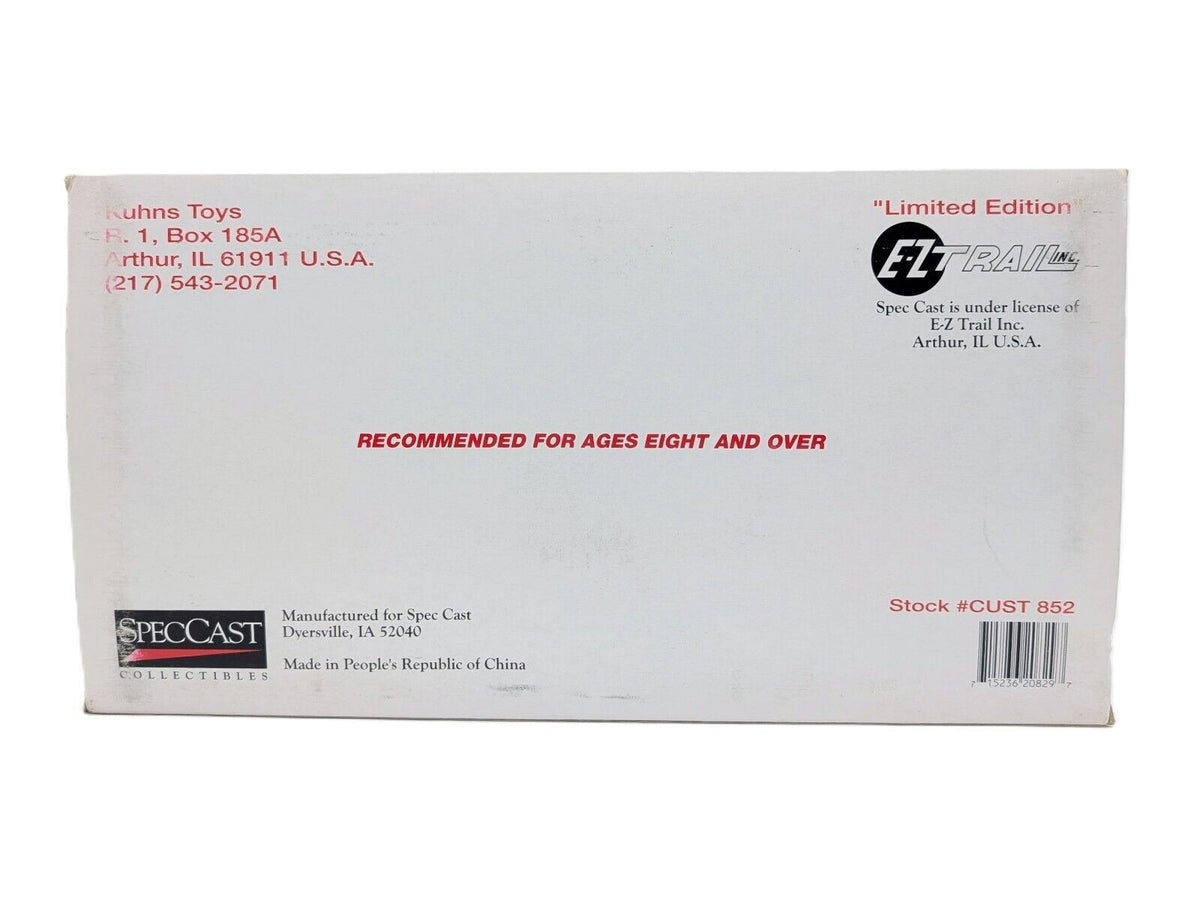 Kuhns Toys
R. 1, Box 185A
Arthur, IL 61911 U.S.A.
(217) 543-2071
"Limited Edition"
E-Z TRAIL INC.
Spec Cast is under license of
E-Z Trail Inc.
Arthur, IL U.S.A.
RECOMMENDED FOR AGES EIGHT AND OVER
SPECCAST
COLLECTIBLES
Manufactured for Spec Cast
Dyersville, IA 52040
Made in People's Republic of China
Stock #CUST 852
7 15236 20829 7